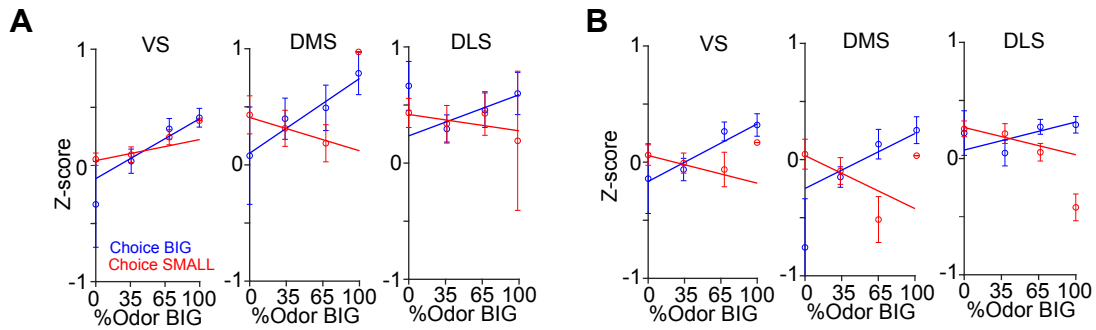 A
B
VS
DMS
DLS
VS
DMS
DLS
Z-score
1
0
-1
Choice BIG
Choice SMALL
0 35 65 100
%Odor BIG
1
0
-1
0 35 65 100
%Odor BIG
1
0
-1
0 35 65 100
%Odor BIG
Z-score
1
0
-1
0 35 65 100
%Odor BIG
1
0
-1
0 35 65 100
%Odor BIG
1
0
-1
0 35 65 100
%Odor BIG